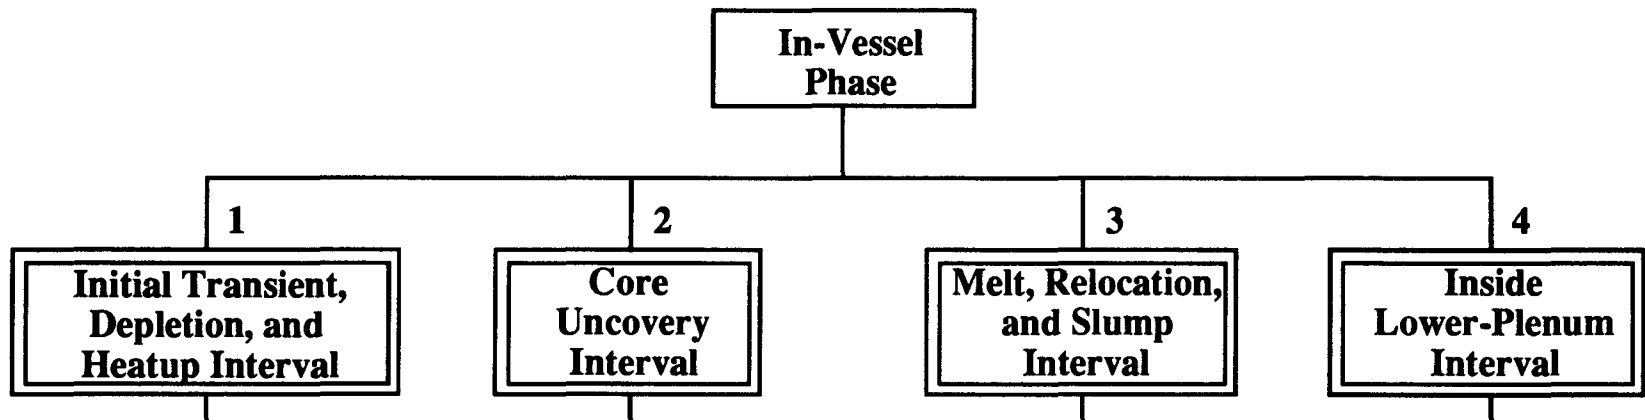 In-Vessel
Phase
1
2
3
4
Initial Transient,
Depletion, and
Heatup Interval
Core
Uncovery
Interval
Melt, Relocation,
and Slump
Interval
Inside
Lower-Plenum
Interval